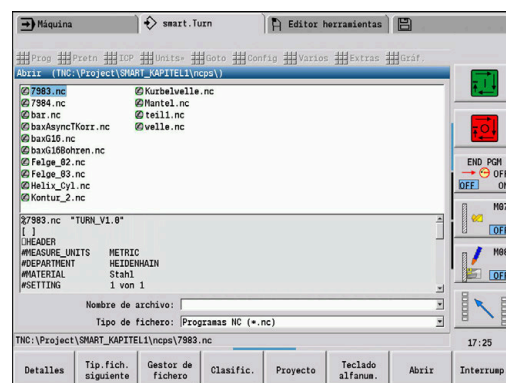 Máquina
smart.Turn
Editor herramientas
Prog Pretn ICP Units» Goto Config Varios Extras Gráf.
Abrir (TNC:\Project\SMART_KAPITEL1\ncps\)
7983.nc
7984.nc
bar.nc
baxAsyncTKorr.nc
baxG16.nc
baxG16Bohren.nc
Felge_02.nc
Felge_03.nc
Helix_Cyl.nc
Kontur_2.nc
Kurbelwelle.nc
Mantel.nc
teil1.nc
welle.nc
%7983.nc "TURN_V1.0"
[ ]
HEADER
#MEASURE_UNITS METRIC
#DEPARTMENT HEIDENHAIN
#MATERIAL Stahl
#SETTING 1 von 1
Nombre de archivo:
Tipo de fichero: Programas NC (*.nc)
TNC:\Project\SMART_KAPITEL1\ncps\7983.nc
END PGM
OFF
OFF ON
M07
OFF
M08
OFF
17:25
Detalles
Tip.fich. siguiente
Gestor de fichero
Clasific.
Proyecto
Teclado alfanum.
Abrir
Interrump